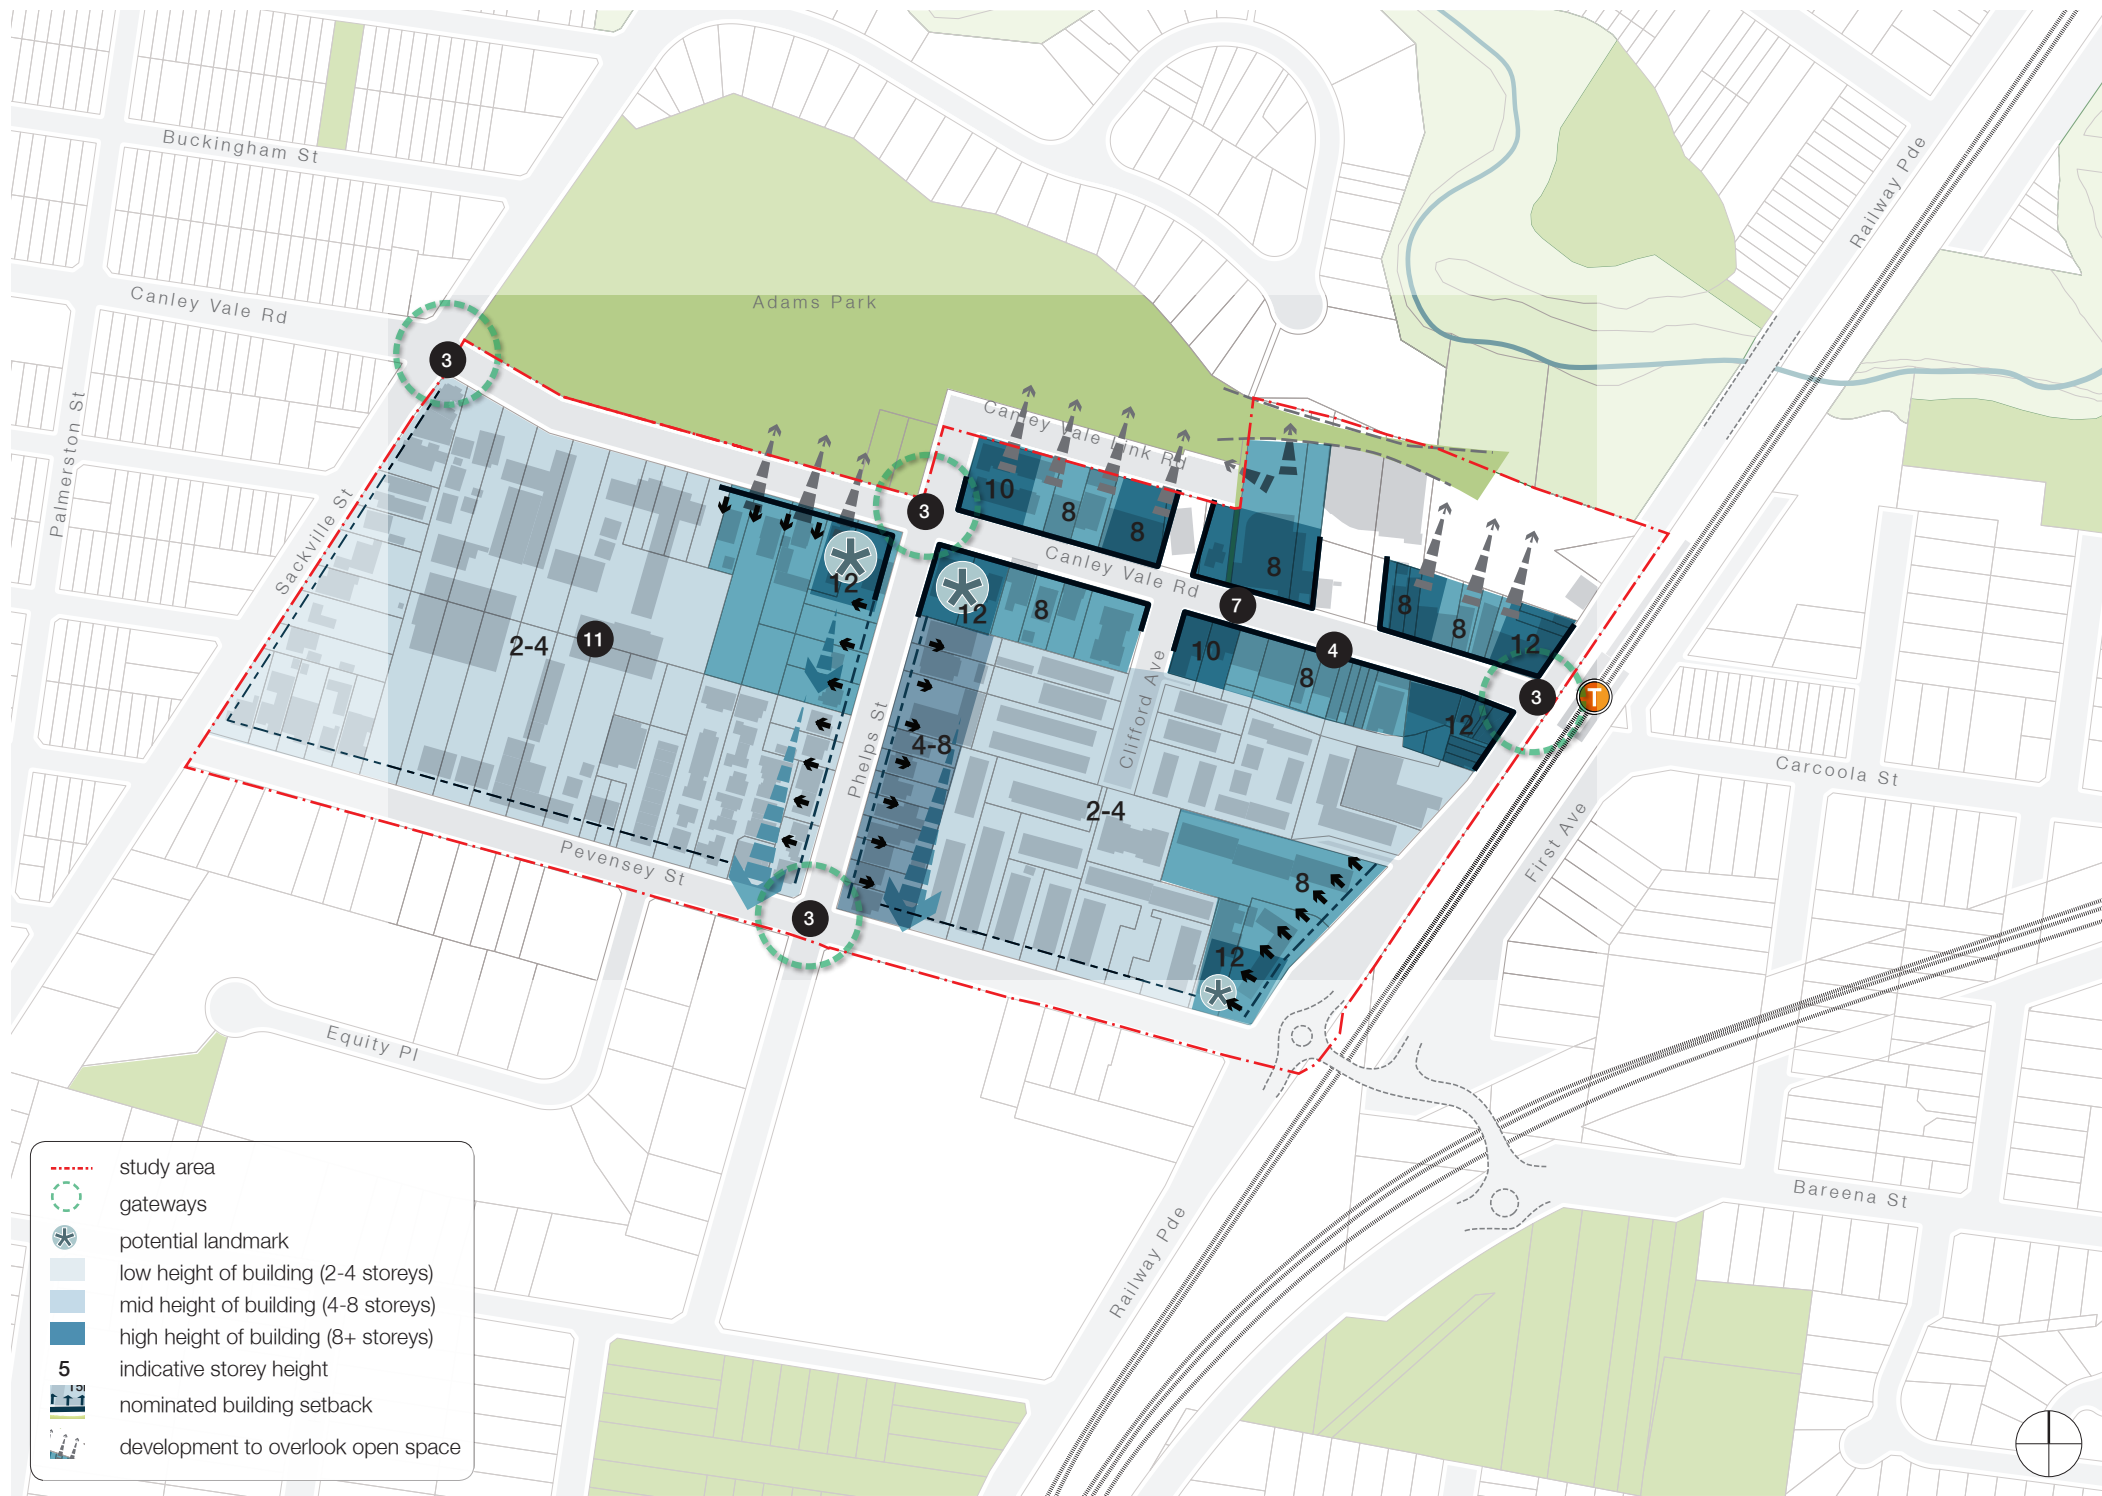 Buckingham St
Railway Pde
Canley Vale Rd
Adams Park
3
Palmerston St
Canley Vale Link Rd
Sackville St
10
8
8
3
Canley Vale Rd
8
12
12
8
7
8
8
12
4
10
8
2-4
11
3
T
12
Phelps St
4-8
Clifford Ave
2-4
Carcoola St
First Ave
Pevensey St
8
3
12
Equity Pl
Bareena St
Railway Pde
study area
gateways
potential landmark
low height of building (2-4 storeys)
mid height of building (4-8 storeys)
high height of building (8+ storeys)
5 indicative storey height
nominated building setback
development to overlook open space